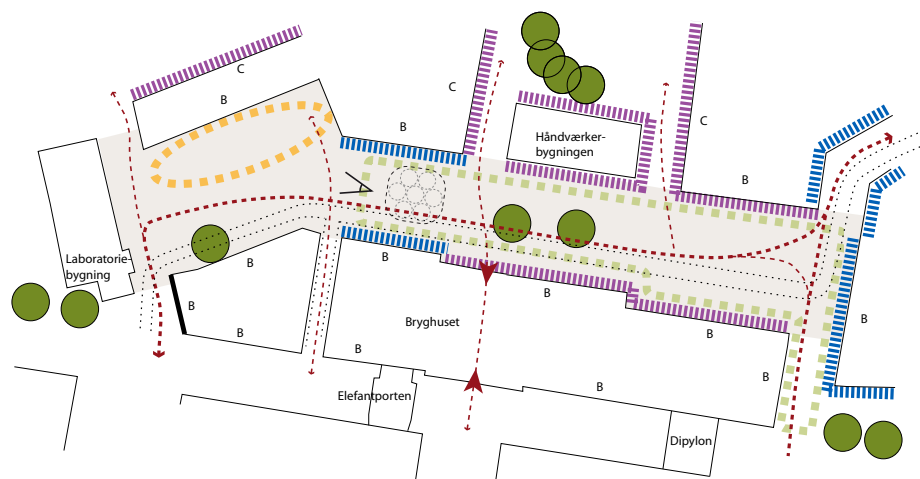 C
B
C
B
Håndværker-
bygningen
C
B
Laboratorie-
bygning
B
B
B
B
B
Bryghuset
B
B
B
B
B
Elefantporten
B
Dipylon